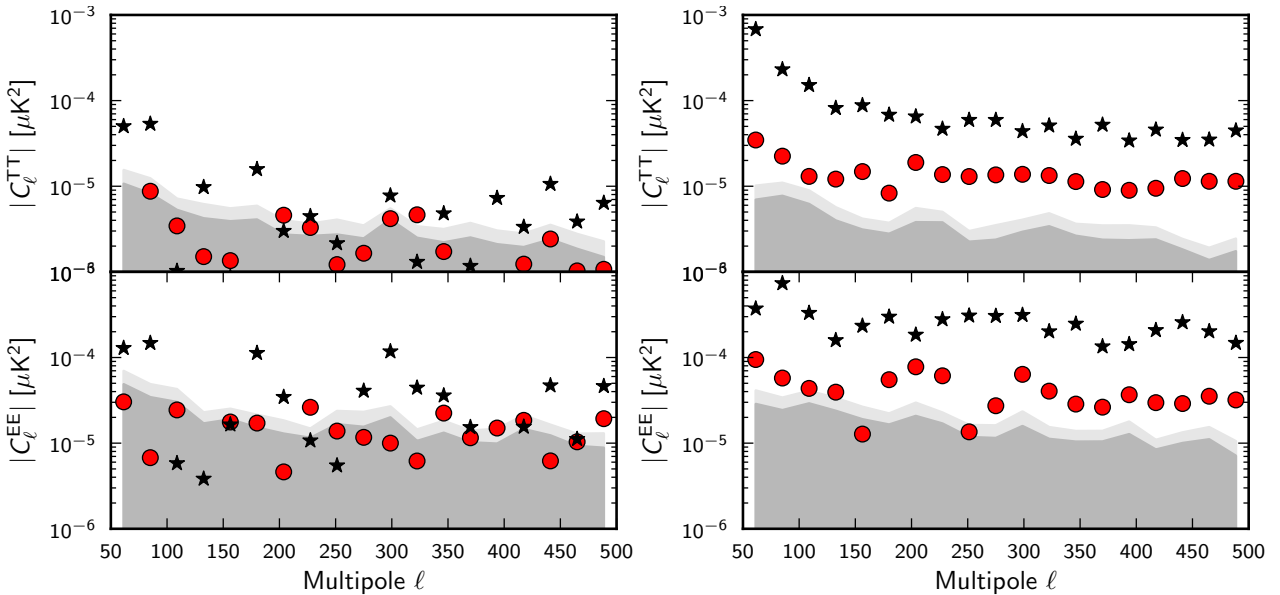 10⁻³ 10⁻³
10⁻⁴ 10⁻⁴
|C_ℓ^TT| [μK²] |C_ℓ^TT| [μK²]
10⁻⁵ 10⁻⁵
10⁻⁶ 10⁻⁶
10⁻⁴ 10⁻⁴
|C_ℓ^EE| [μK²] |C_ℓ^EE| [μK²]
10⁻⁵ 10⁻⁵
10⁻⁶ 10⁻⁶
50 100 150 200 250 300 350 400 450 500 50 100 150 200 250 300 350 400 450 500
Multipole ℓ Multipole ℓ